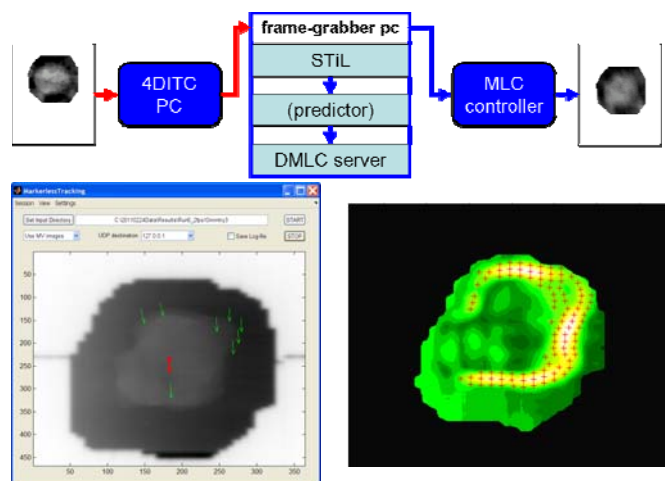 frame-grabber pc
STiL
4DITC
PC
(predictor)
MLC
controller
DMLC server
MarkerlessTracking
Session View Settings
Set Input Directory
START
Use MV images
UDP destination 127.0.0.1
Save Log-file
STOP
50
100
150
200
250
300
350
400
450
50 100 150 200 250 300 350